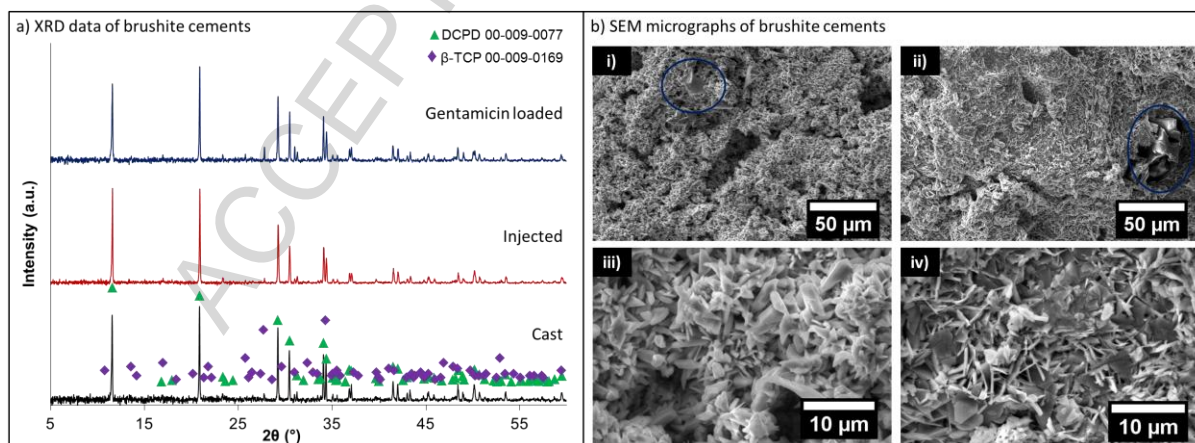 a) XRD data of brushite cements
▲ DCPD 00-009-0077
◆ β-TCP 00-009-0169
Gentamicin loaded
Injected
Cast
Intensity (a.u.)
5 15 25 35 45 55
2θ (°)
ACCEP
b) SEM micrographs of brushite cements
i)
50 µm
ii)
50 µm
iii)
10 µm
iv)
10 µm